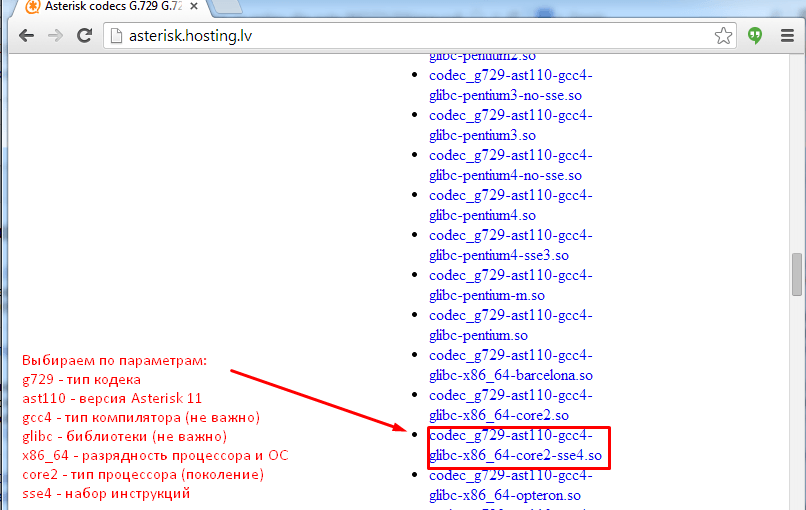 Asterisk codecs G.729 G.72
asterisk.hosting.lv
glibc-pentium2.so
codec_g729-ast110-gcc4-
glibc-pentium3-no-sse.so
codec_g729-ast110-gcc4-
glibc-pentium3.so
codec_g729-ast110-gcc4-
glibc-pentium4-no-sse.so
codec_g729-ast110-gcc4-
glibc-pentium4.so
codec_g729-ast110-gcc4-
glibc-pentium4-sse3.so
codec_g729-ast110-gcc4-
glibc-pentium-m.so
codec_g729-ast110-gcc4-
glibc-pentium.so
codec_g729-ast110-gcc4-
glibc-x86_64-barcelona.so
codec_g729-ast110-gcc4-
glibc-x86_64-core2.so
codec_g729-ast110-gcc4-
glibc-x86_64-core2-sse4.so
codec_g729-ast110-gcc4-
glibc-x86_64-opteron.so
Выбираем по параметрам:
g729 - тип кодека
ast110 - версия Asterisk 11
gcc4 - тип компилятора (не важно)
glibc - библиотеки (не важно)
x86_64 - разрядность процессора и ОС
core2 - тип процессора (поколение)
sse4 - набор инструкций